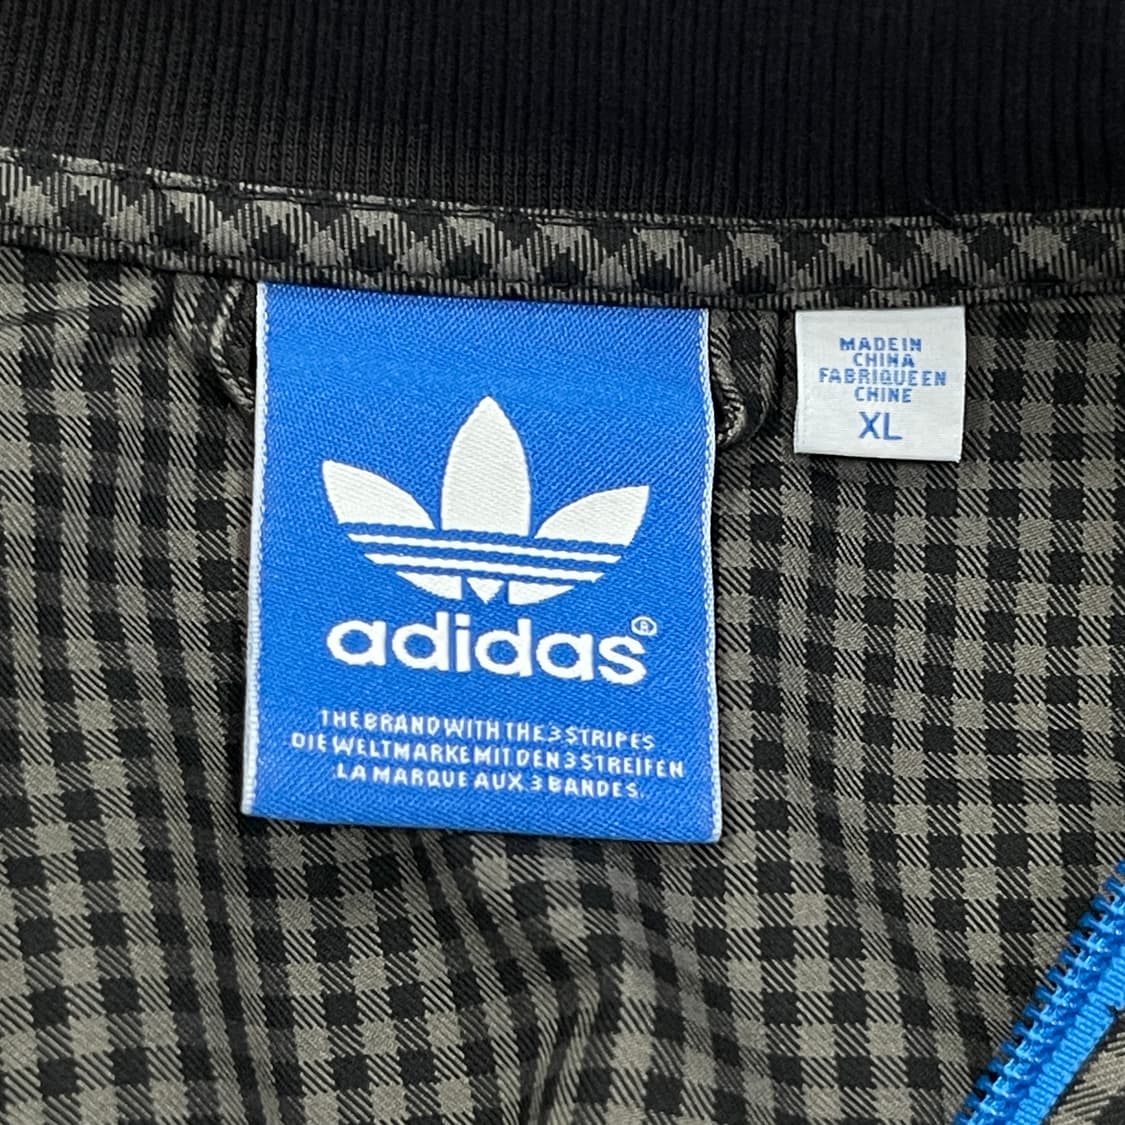 adidas®
THE BRAND WITH THE 3 STRIPES
DIE WELTMARKE MIT DEN 3 STREIFEN
LA MARQUE AUX 3 BANDES.
MADE IN
CHINA
FABRIQUE EN
CHINE
XL